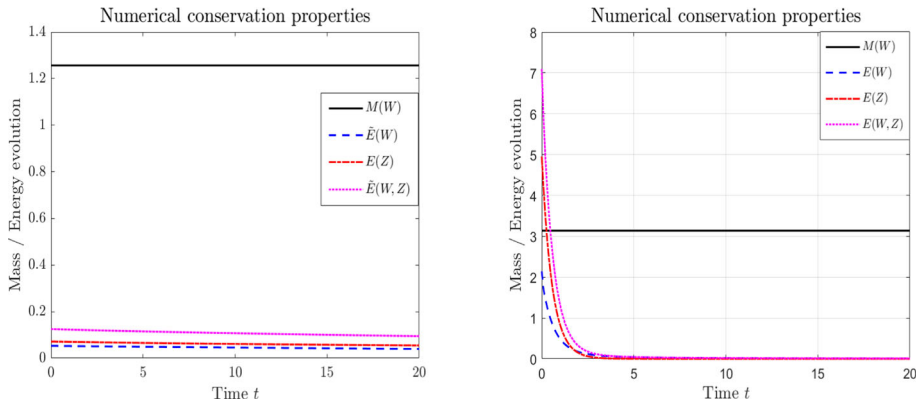 Numerical conservation properties
Mass / Energy evolution
1.4
1.2
1
0.8
0.6
0.4
0.2
0
0
5
10
15
20
Time t
M(W)
Ẽ(W)
E(Z)
Ẽ(W, Z)
Numerical conservation properties
Mass / Energy evolution
8
7
6
5
4
3
2
1
0
0
5
10
15
20
Time t
M(W)
E(W)
E(Z)
E(W, Z)